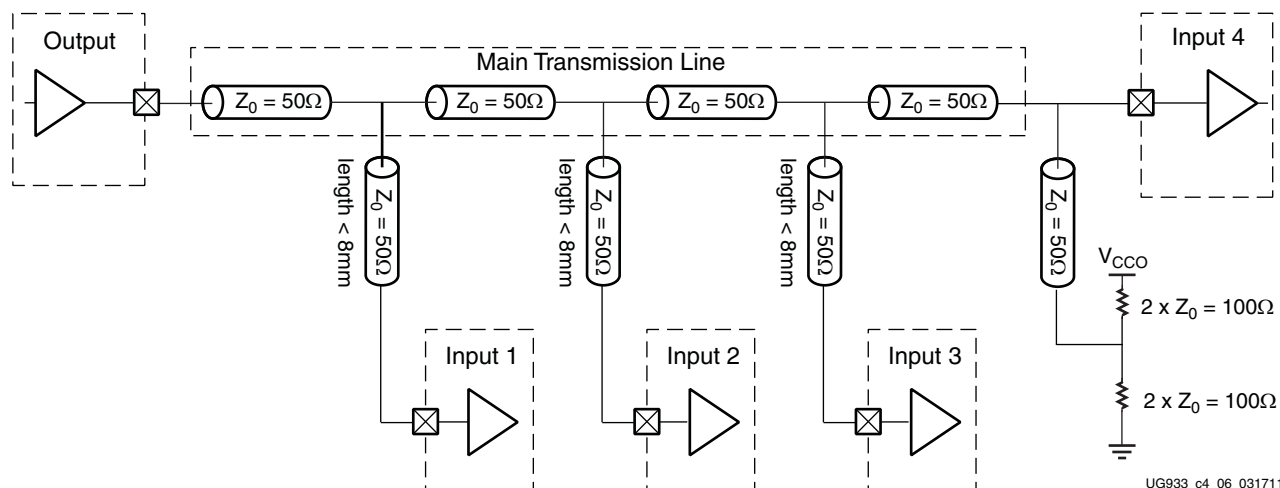 Output
Main Transmission Line
Input 4
Z₀ = 50Ω
Z₀ = 50Ω
Z₀ = 50Ω
Z₀ = 50Ω
length < 8mm
Z₀ = 50Ω
length < 8mm
Z₀ = 50Ω
length < 8mm
Z₀ = 50Ω
Z₀ = 50Ω
V_CCO
2 x Z₀ = 100Ω
2 x Z₀ = 100Ω
Input 1
Input 2
Input 3
UG933_c4_06_031711